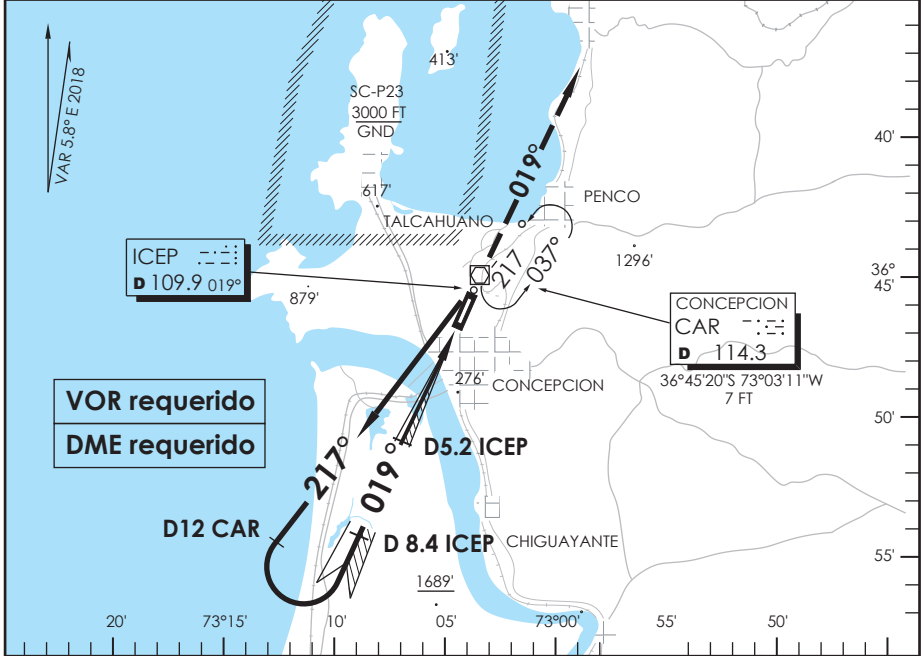 413'
SC-P23
3000 FT
GND
VAR 5.8° E 2018
40'
019°
617'
PENCO
TALCAHUANO
ICEP
D 109.9 019°
217
037°
1296'
36°
45'
879'
CONCEPCION
CAR
D 114.3
36°45'20"S 73°03'11"W
7 FT
276'
CONCEPCION
VOR requerido
DME requerido
50'
D5.2 ICEP
217°
019°
D12 CAR
D 8.4 ICEP
CHIGUAYANTE
55'
1689'
20'
73°15'
10'
05'
73°00'
55'
50'